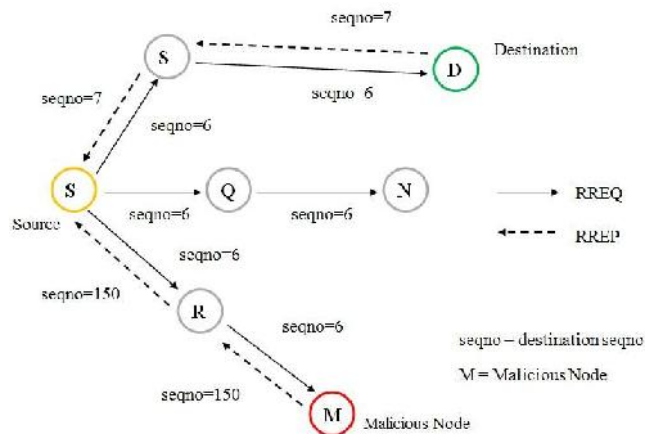 seqno=7
S
Destination
D
seqno=7
seqno 6
seqno=6
S
Q
N
RREQ
seqno=6
seqno=6
Source
RREP
seqno=6
seqno=150
R
seqno=6
seqno – destination seqno
seqno=150
M = Malicious Node
M
Malicious Node